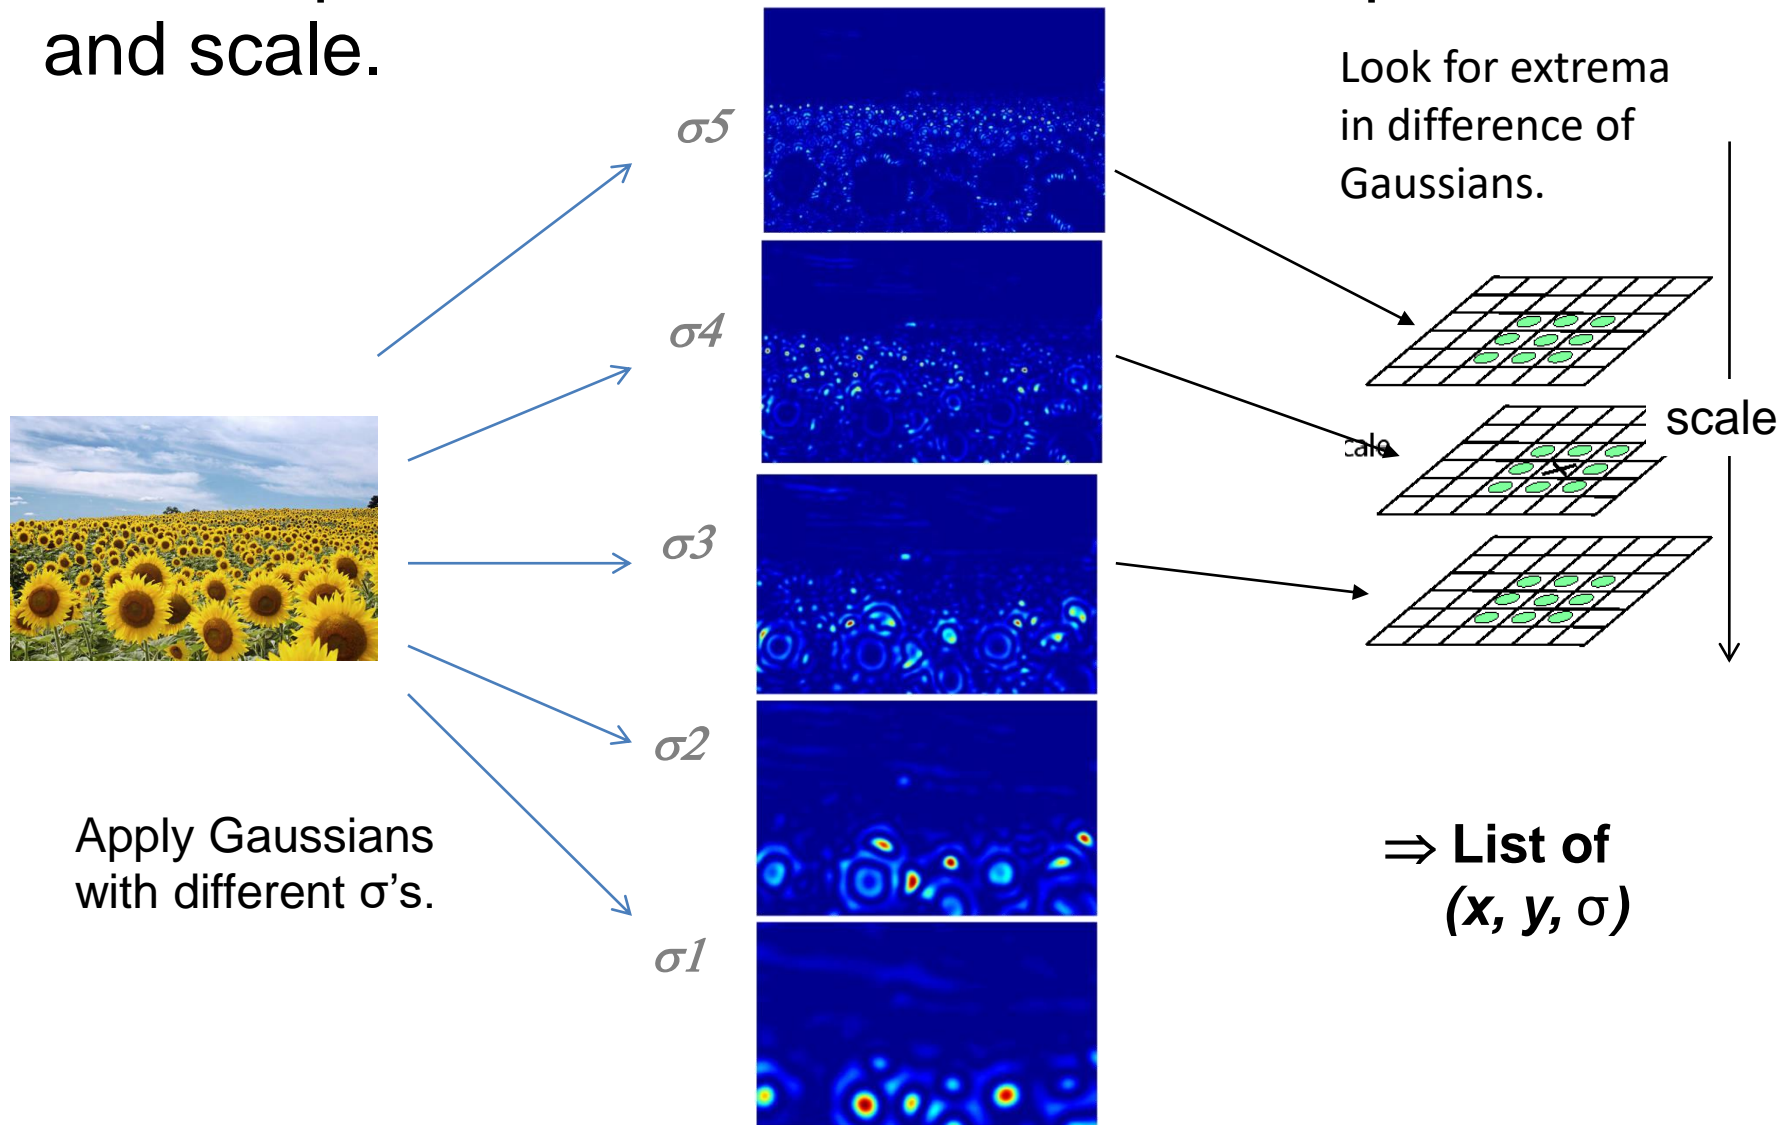 and scale.
Look for extrema
in difference of
Gaussians.
σ5
σ4
scale
cale
σ3
σ2
Apply Gaussians
with different σ's.
⇒ List of
(x, y, σ)
σ1